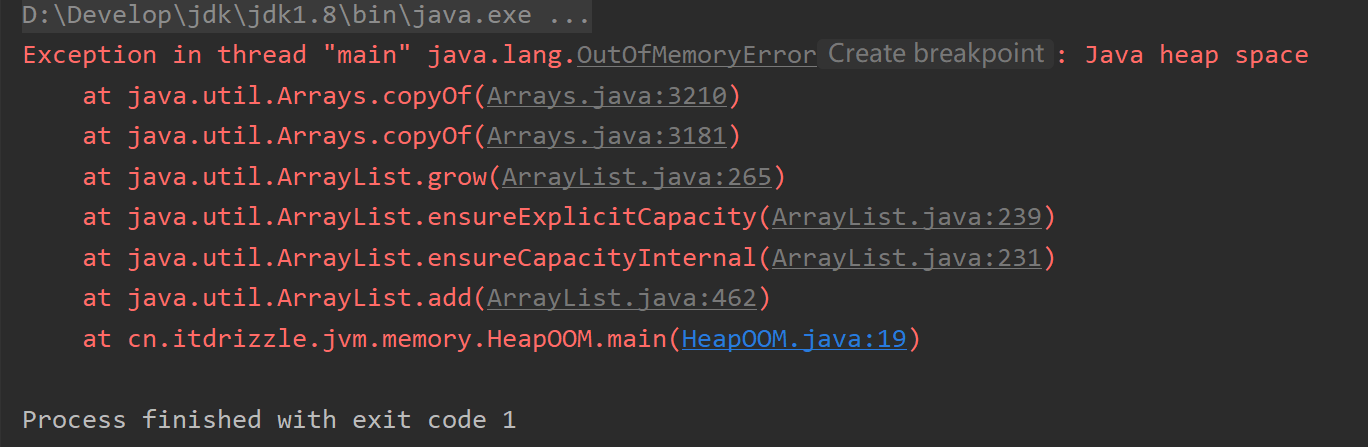 D:\Develop\jdk\jdk1.8\bin\java.exe ...
Exception in thread "main" java.lang.OutOfMemoryError Create breakpoint : Java heap space
    at java.util.Arrays.copyOf(Arrays.java:3210)
    at java.util.Arrays.copyOf(Arrays.java:3181)
    at java.util.ArrayList.grow(ArrayList.java:265)
    at java.util.ArrayList.ensureExplicitCapacity(ArrayList.java:239)
    at java.util.ArrayList.ensureCapacityInternal(ArrayList.java:231)
    at java.util.ArrayList.add(ArrayList.java:462)
    at cn.itdrizzle.jvm.memory.HeapOOM.main(HeapOOM.java:19)
Process finished with exit code 1